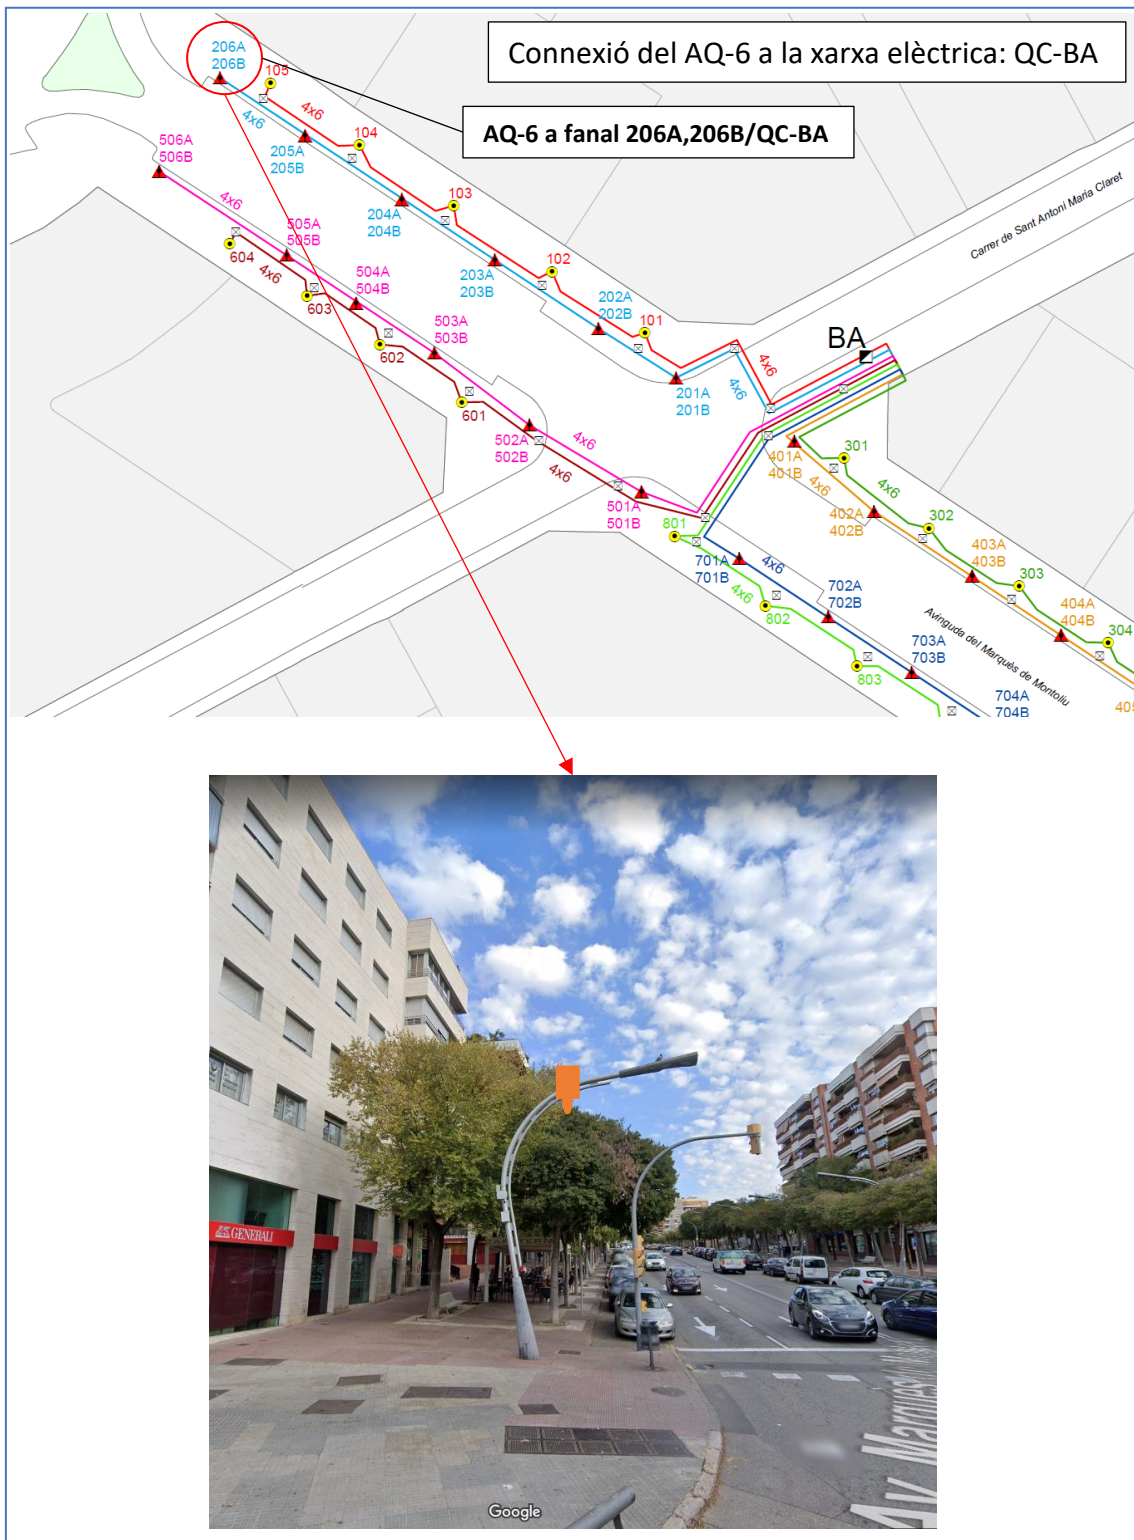 Connexió del AQ-6 a la xarxa elèctrica: QC-BA
AQ-6 a fanal 206A,206B/QC-BA
206A
206B
105
4x6
4x6
104
205A
205B
506A
506B
103
204A
204B
4x6
505A
505B
604
4x6
203A
203B
102
504A
504B
603
202A
202B
101
503A
503B
602
BA
4x6
4x6
201A
201B
601
502A
502B
4x6
4x6
401A
401B
4x6
301
4x6
501A
501B
402A
402B
302
801
701A
701B
4x6
4x6
403A
403B
303
802
702A
702B
404A
404B
304
703A
703B
803
704A
704B
405
Carrer de Sant Antoni Maria Claret
Avinguda del Marquès de Montoliu
GENERALI
Google
Av. Marquès